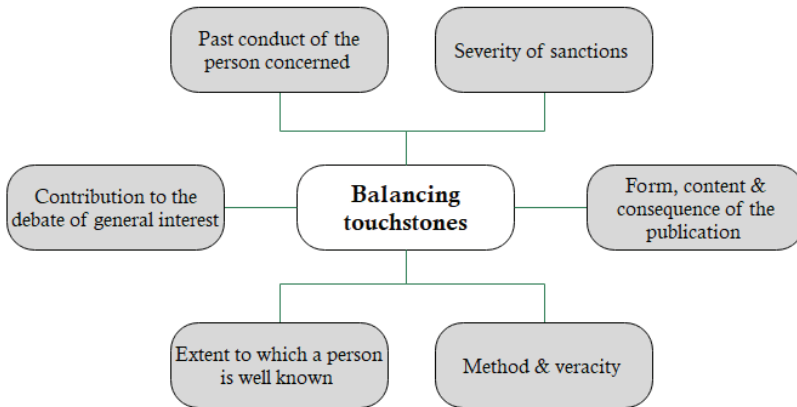 Past conduct of the
person concerned
Severity of sanctions
Contribution to the
debate of general interest
Balancing
touchstones
Form, content &
consequence of the
publication
Extent to which a person
is well known
Method & veracity